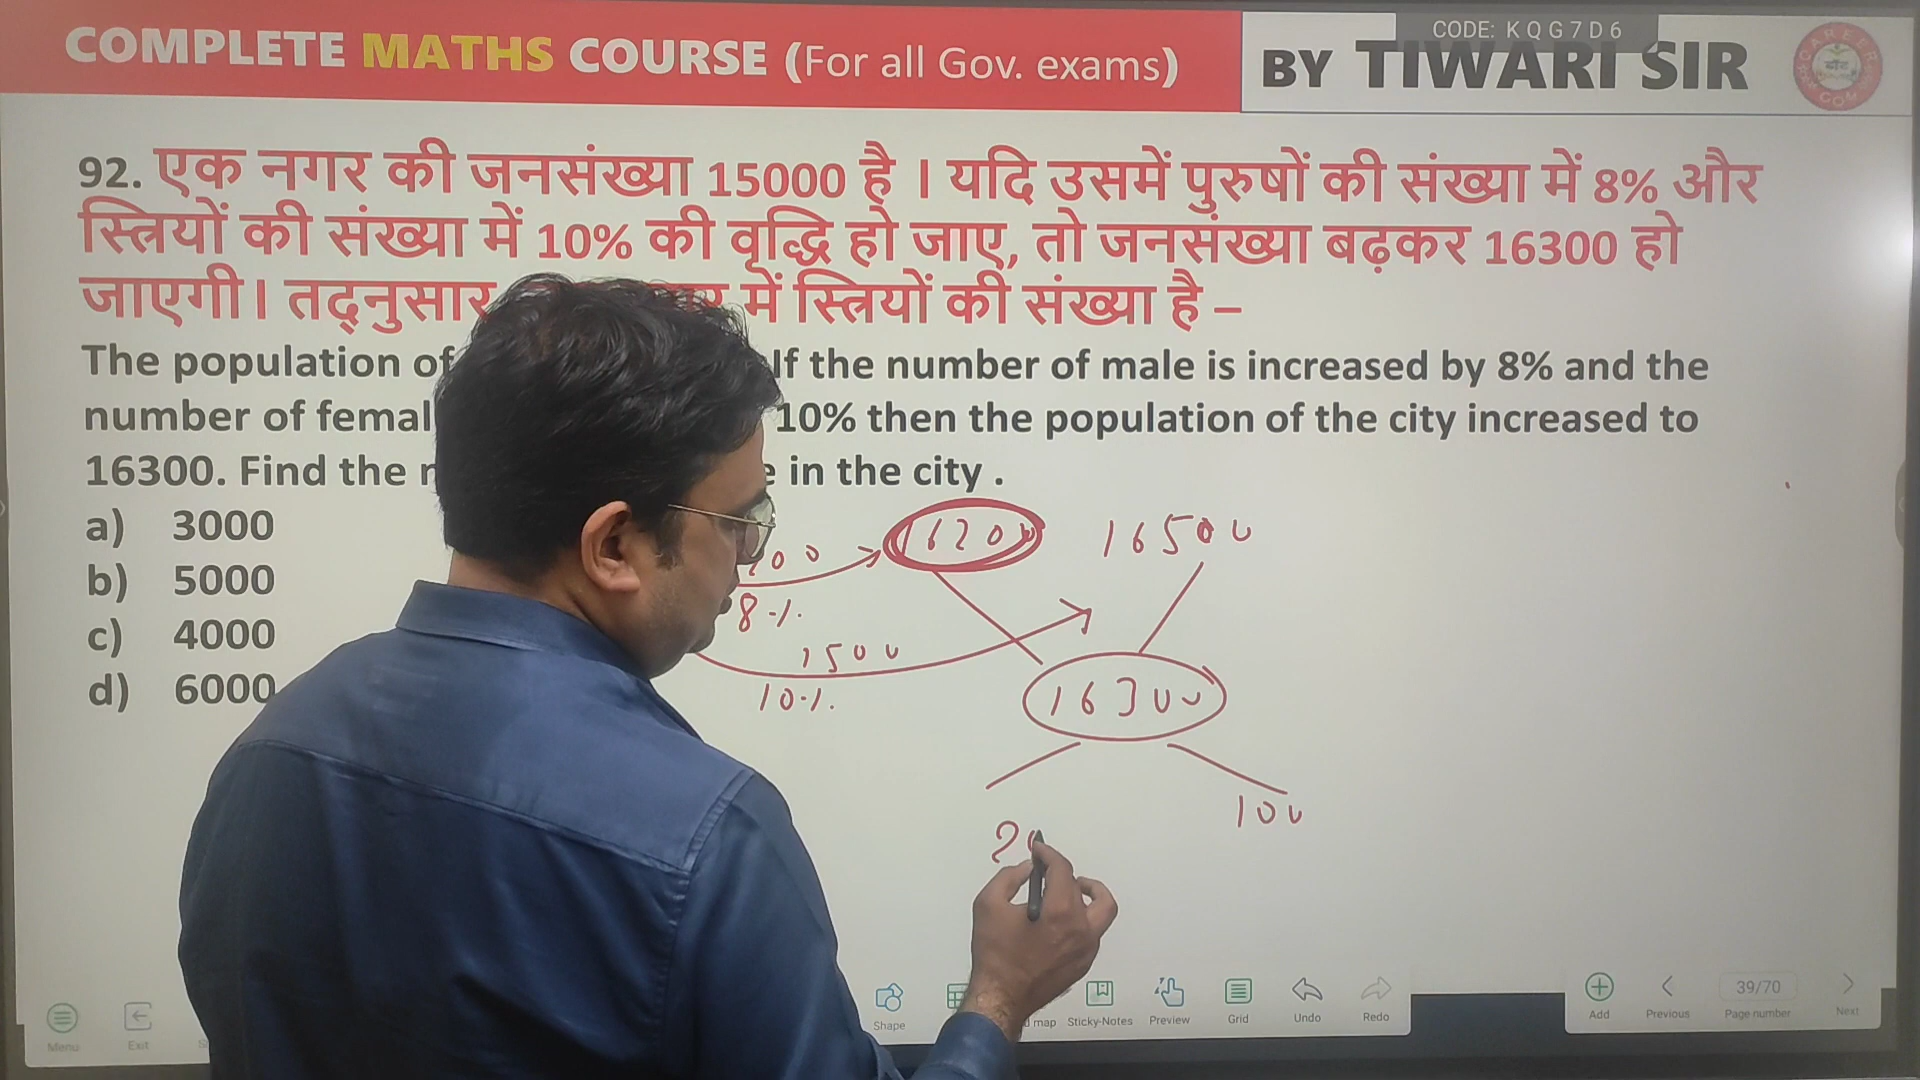 COMPLETE MATHS COURSE (For all Gov. exams)
BY TIWARI SIR
CODE: K Q G 7 D 6
92. एक नगर की जनसंख्या 15000 है । यदि उसमें पुरुषों की संख्या में 8% और
स्त्रियों की संख्या में 10% की वृद्धि हो जाए, तो जनसंख्या बढ़कर 16300 हो
जाएगी। तद्नुसार में स्त्रियों की संख्या है –
The population of If the number of male is increased by 8% and the
number of 10% then the population of the city increased to
16300. Find the in the city .
a) 3000
b) 5000
c) 4000
d) 6000
16500
8%
1500
10%
16300
100
Menu
Exit
Shape
map
Sticky-Notes
Preview
Grid
Undo
Redo
Add
Previous
39/70
Page number
Next